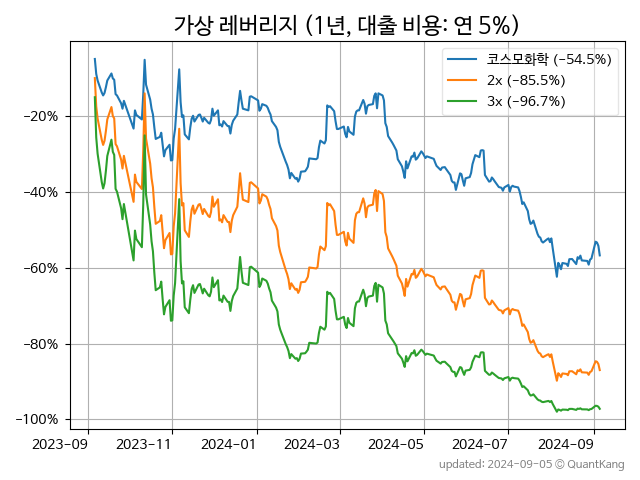 가상 레버리지 (1년, 대출 비용: 연 5%)
코스모화학 (−54.5%)
2x (−85.5%)
3x (−96.7%)
−20%
−40%
−60%
−80%
−100%
2023-09 2023-11 2024-01 2024-03 2024-05 2024-07 2024-09
updated: 2024-09-05 © QuantKang